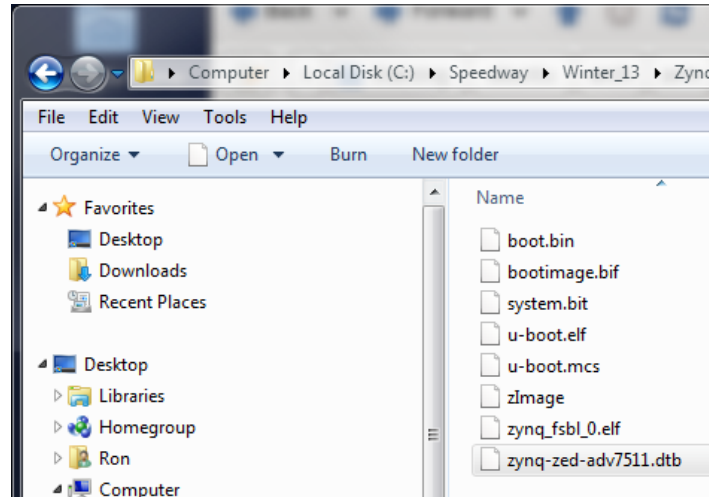 Back Forward
Computer Local Disk (C:) Speedway Winter_13 Zynq
File Edit View Tools Help
Organize Open Burn New folder
Favorites
Desktop
Downloads
Recent Places
Desktop
Libraries
Homegroup
Ron
Computer
Name
boot.bin
bootimage.bif
system.bit
u-boot.elf
u-boot.mcs
zImage
zynq_fsbl_0.elf
zynq-zed-adv7511.dtb